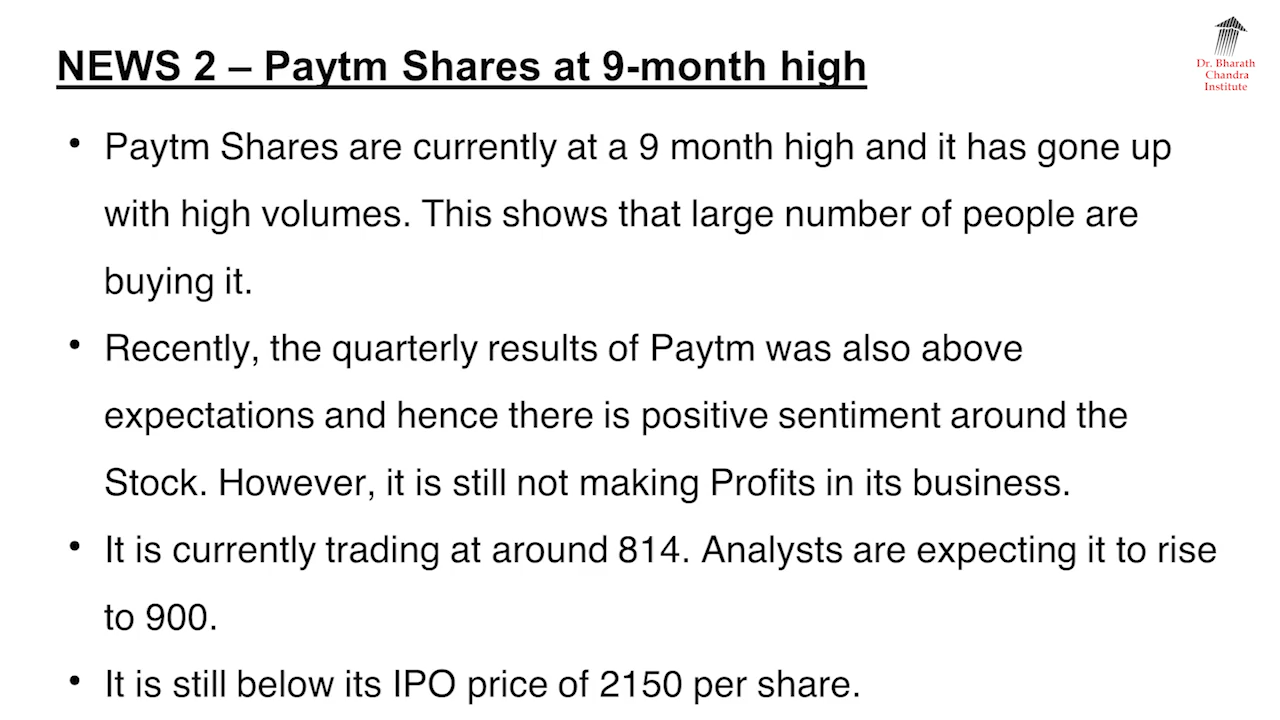 NEWS 2 – Paytm Shares at 9-month high
Dr. Bharath
Chandra
Institute
• Paytm Shares are currently at a 9 month high and it has gone up
with high volumes. This shows that large number of people are
buying it.
• Recently, the quarterly results of Paytm was also above
expectations and hence there is positive sentiment around the
Stock. However, it is still not making Profits in its business.
• It is currently trading at around 814. Analysts are expecting it to rise
to 900.
• It is still below its IPO price of 2150 per share.